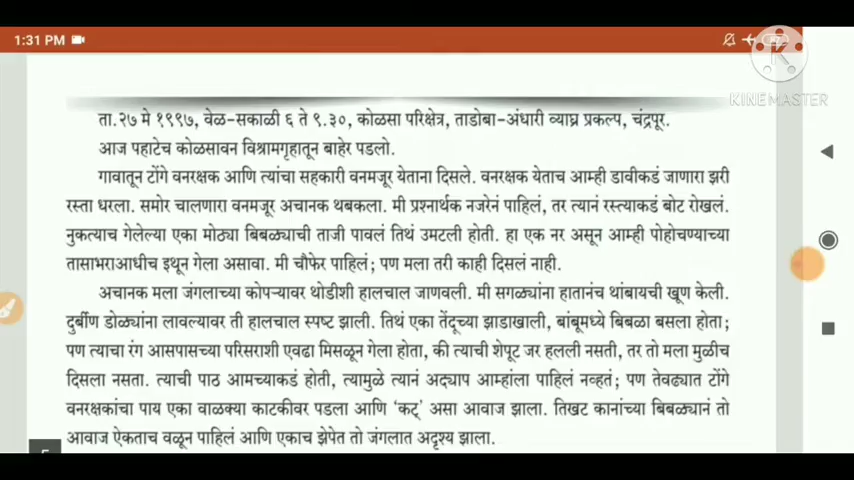 1:31 PM
KINEMASTER
ता.२७ मे १९९७, वेळ-सकाळी ६ ते ९.३०, कोळसा परिक्षेत्र, ताडोबा-अंधारी व्याघ्र प्रकल्प, चंद्रपूर.
आज पहाटेच कोळसावन विश्रामगृहातून बाहेर पडलो.
गावातून टोंगे वनरक्षक आणि त्यांचा सहकारी वनमजूर येताना दिसले. वनरक्षक येताच आम्ही डावीकडं जाणारा झरी
रस्ता धरला. समोर चालणारा वनमजूर अचानक थबकला. मी प्रश्नार्थक नजरेनं पाहिलं, तर त्यानं रस्त्याकडं बोट रोखलं.
नुकत्याच गेलेल्या एका मोठ्या बिबळ्याची ताजी पावलं तिथं उमटली होती. हा एक नर असून आम्ही पोहोचण्याच्या
तासाभराआधीच इथून गेला असावा. मी चौफेर पाहिलं; पण मला तरी काही दिसलं नाही.
अचानक मला जंगलाच्या कोपऱ्यावर थोडीशी हालचाल जाणवली. मी सगळ्यांना हातानंच थांबायची खूण केली.
दुर्बीण डोळ्यांना लावल्यावर ती हालचाल स्पष्ट झाली. तिथं एका तेंदूच्या झाडाखाली, बांबूमध्ये बिबळा बसला होता;
पण त्याचा रंग आसपासच्या परिसराशी एवढा मिसळून गेला होता, की त्याची शेपूट जर हलली नसती, तर तो मला मुळीच
दिसला नसता. त्याची पाठ आमच्याकडं होती, त्यामुळे त्यानं अद्याप आम्हांला पाहिलं नव्हतं; पण तेवढ्यात टोंगे
वनरक्षकांचा पाय एका वाळक्या काटकीवर पडला आणि ‘कट्’ असा आवाज झाला. तिखट कानांच्या बिबळ्यानं तो
आवाज ऐकताच वळून पाहिलं आणि एकाच झेपेत तो जंगलात अदृश्य झाला.